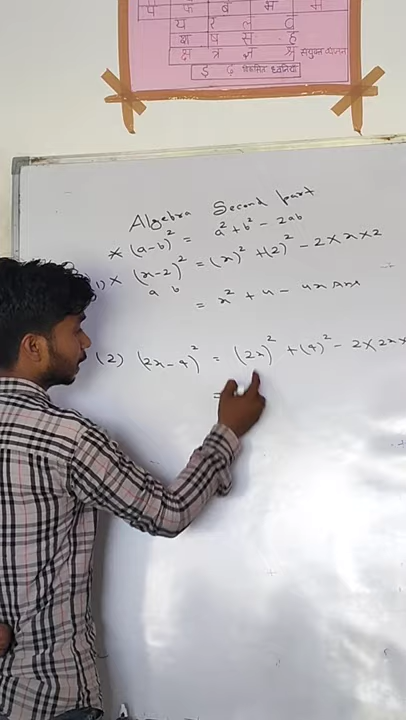 प फ ब भ म
य र ल व
श ष स ह
क्ष त्र ज्ञ श्र संयुक्त व्यंजन
ड़ ढ़
Algebra Second part
* (a-b)² = a² + b² - 2ab
1) × (x-2)² = (x)² + (2)² - 2×x×2
a b
= x² + 4 - 4x Ans
(2) (2x-4)² = (2x)² + (4)² - 2×2x×
=